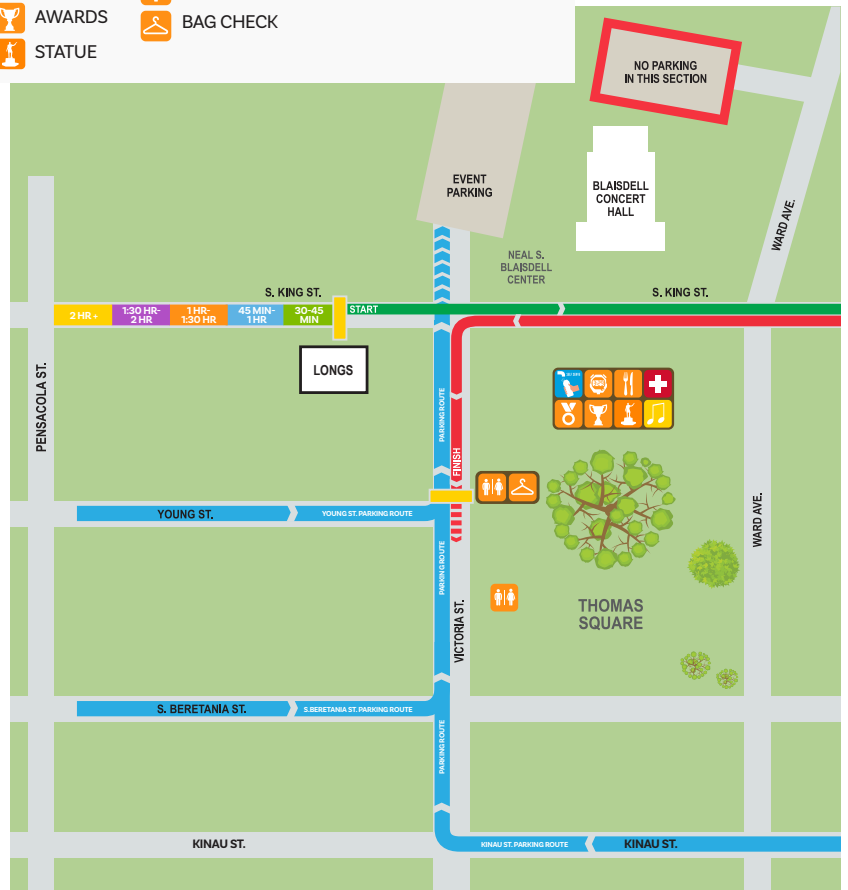 AWARDS
BAG CHECK
STATUE
NO PARKING
IN THIS SECTION
EVENT
PARKING
BLAISDELL
CONCERT
HALL
WARD AVE.
NEAL S.
BLAISDELL
CENTER
S. KING ST.
S. KING ST.
2 HR+
1:30 HR-
2 HR
1 HR-
1:30 HR
45 MIN-
1 HR
30-45
MIN
START
LONGS
PENSACOLA ST.
PARKING ROUTE
FINISH
YOUNG ST.
YOUNG ST. PARKING ROUTE
PARKING ROUTE
WARD AVE.
THOMAS
SQUARE
VICTORIA ST.
S. BERETANIA ST.
S.BERETANIA ST. PARKING ROUTE
PARKING ROUTE
KINAU ST.
KINAU ST. PARKING ROUTE
KINAU ST.